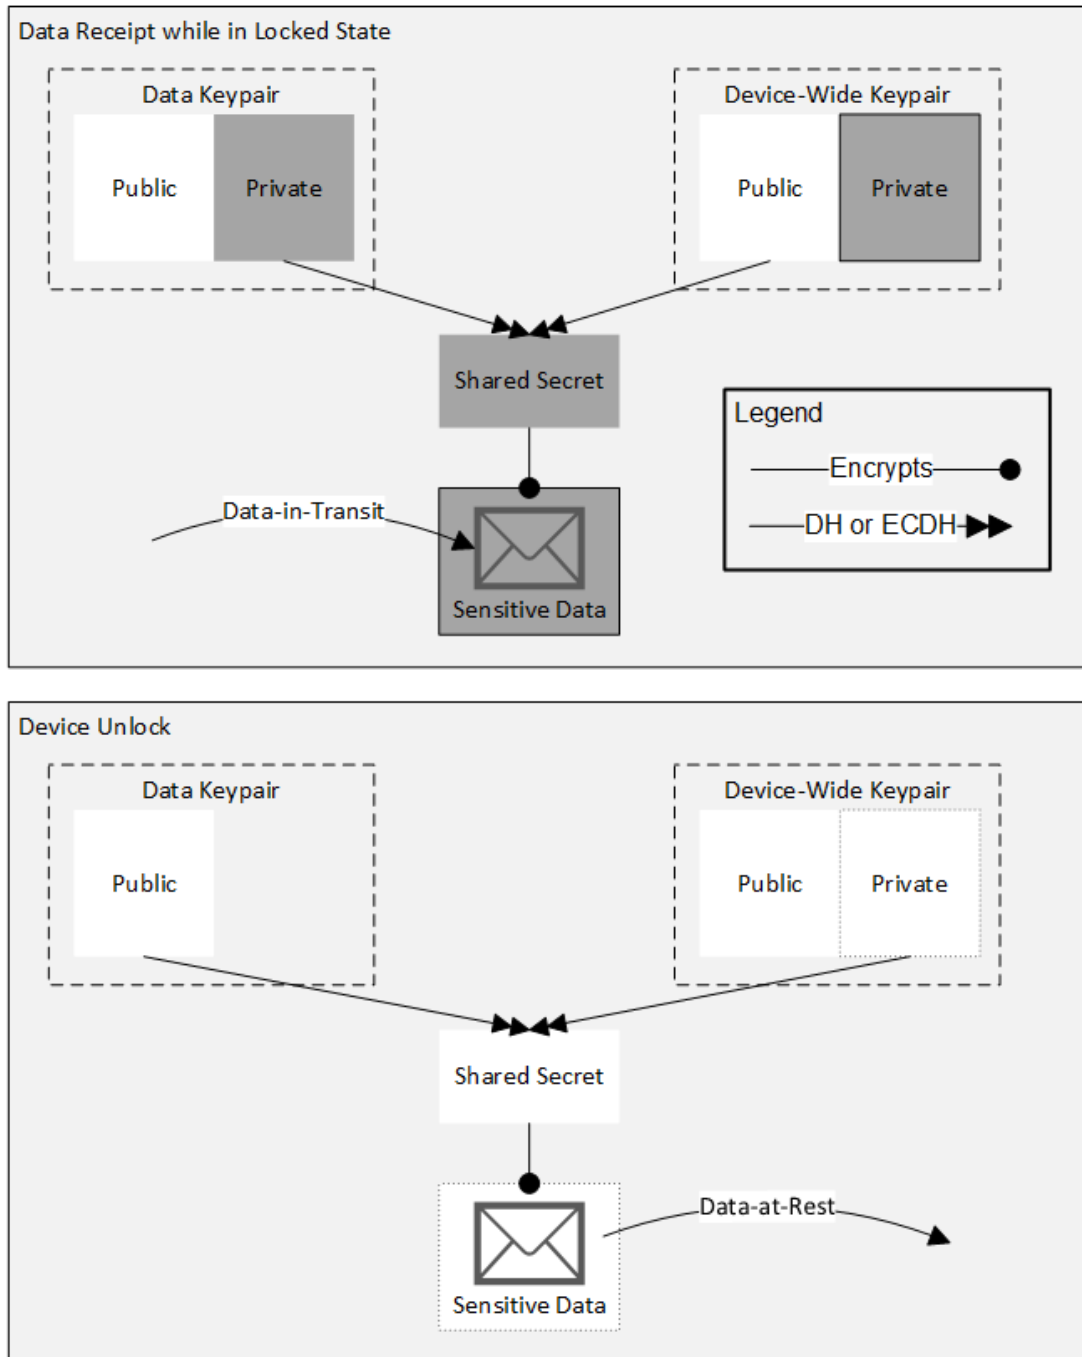 Data Receipt while in Locked State
Data Keypair
Device-Wide Keypair
Public
Private
Public
Private
Shared Secret
Legend
Encrypts
DH or ECDH
Data-in-Transit
Sensitive Data
Device Unlock
Data Keypair
Device-Wide Keypair
Public
Public
Private
Shared Secret
Data-at-Rest
Sensitive Data